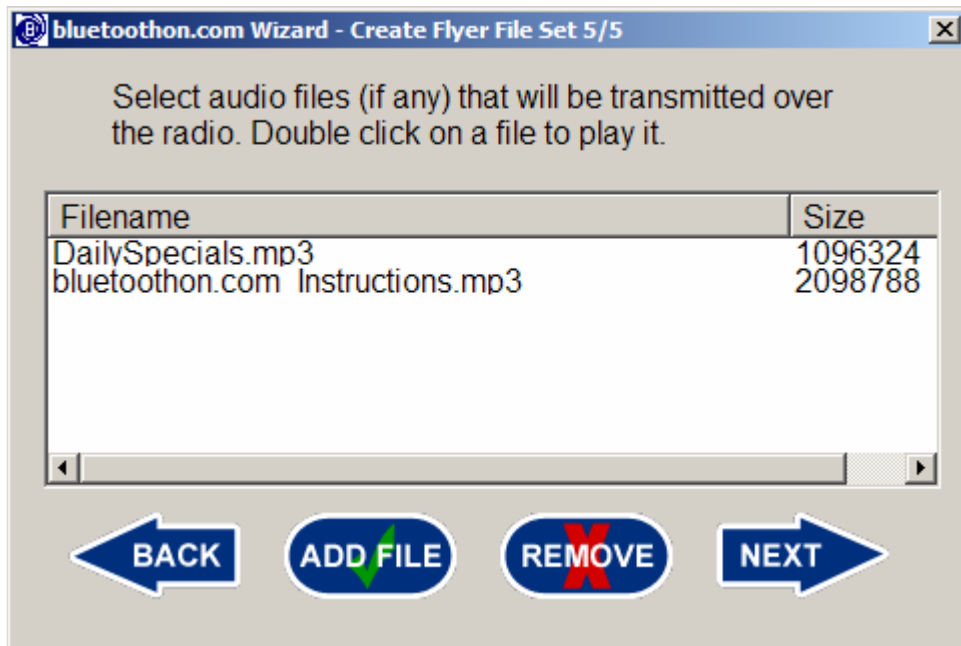 bluetoothon.com Wizard - Create Flyer File Set 5/5
Select audio files (if any) that will be transmitted over
the radio. Double click on a file to play it.
Filename Size
DailySpecials.mp3 1096324
bluetoothon.com Instructions.mp3 2098788
BACK ADD FILE REMOVE NEXT